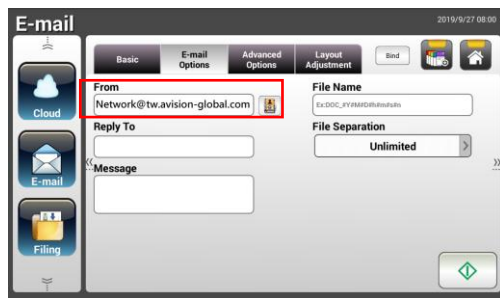 E-mail
2019/9/27 08:00
Basic
E-mail Options
Advanced Options
Layout Adjustment
Bind
Cloud
E-mail
Filing
From
Network@tw.avision-global.com
File Name
Reply To
File Separation
Unlimited
Message